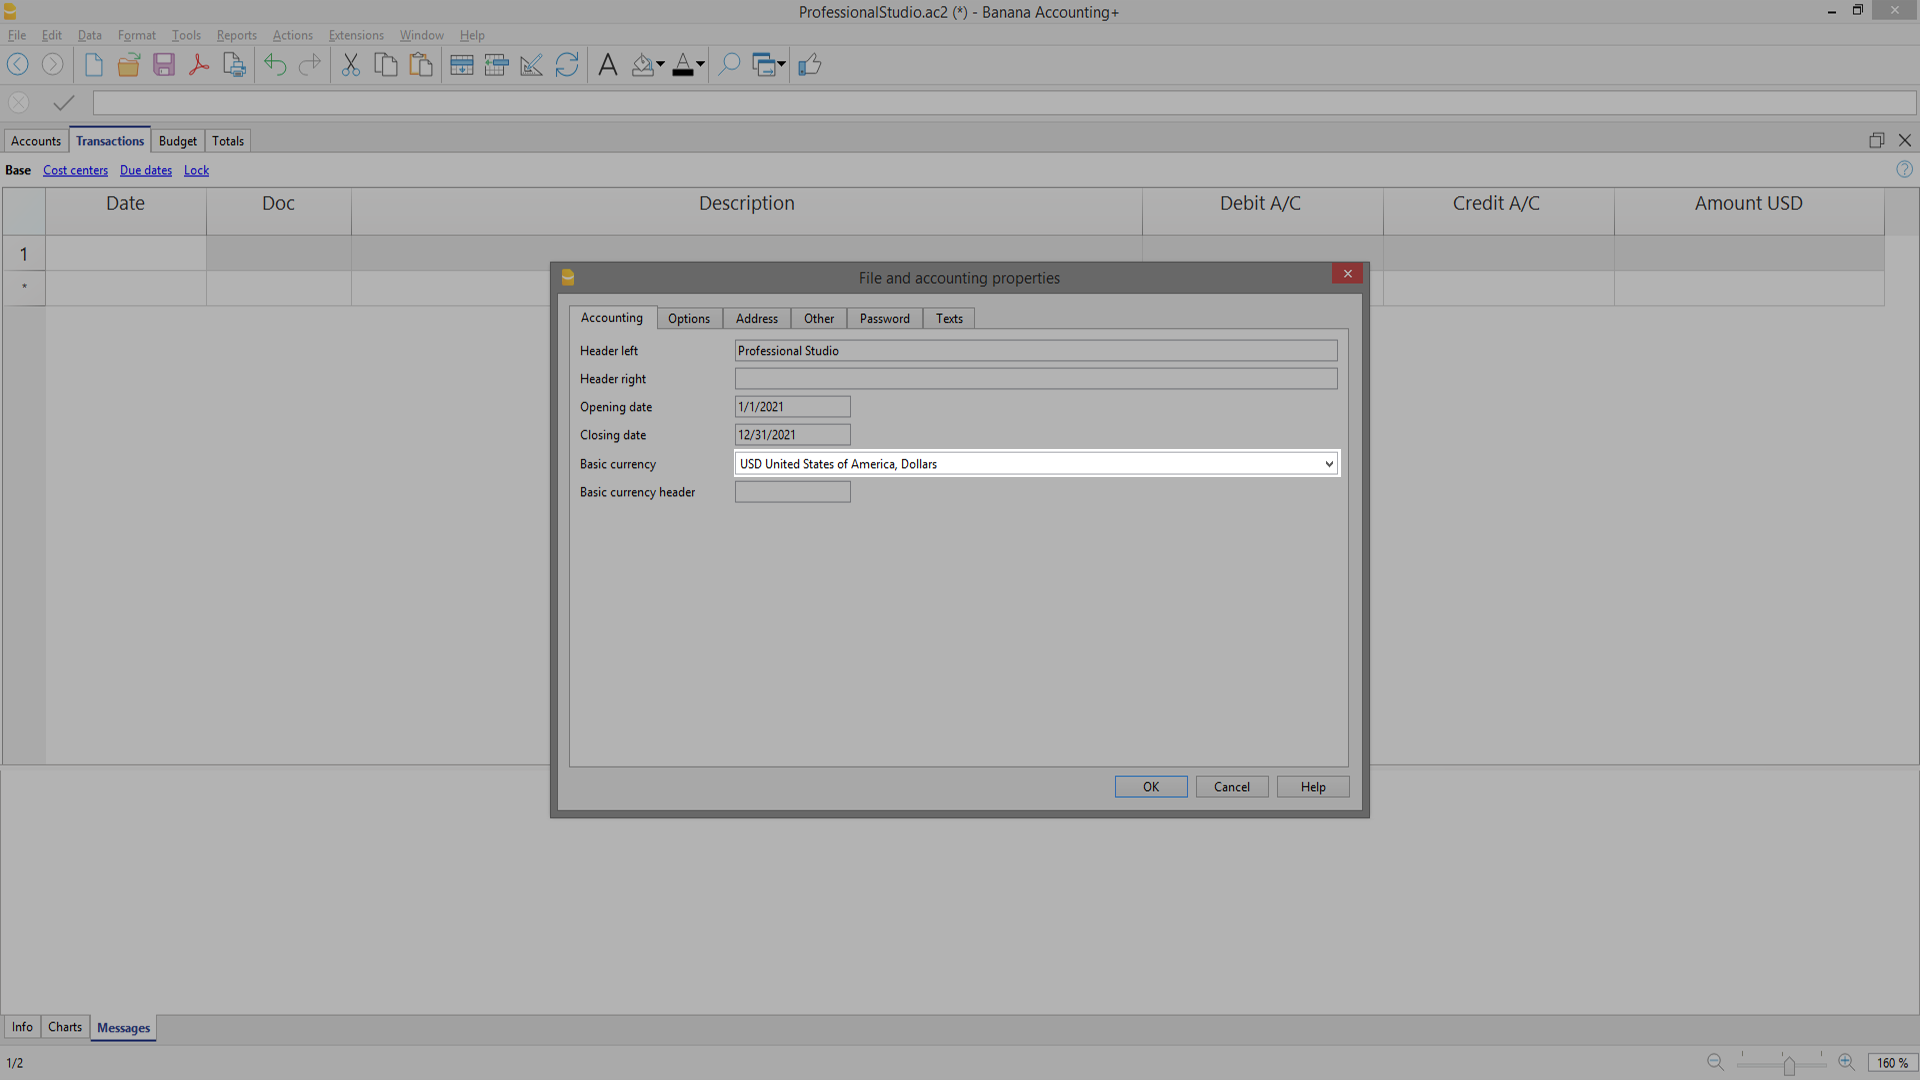 ProfessionalStudio.ac2 (*) - Banana Accounting+
File Edit Data Format Tools Reports Actions Extensions Window Help
Accounts Transactions Budget Totals
Base Cost centers Due dates Lock
Date Doc Description Debit A/C Credit A/C Amount USD
1
*
File and accounting properties
Accounting Options Address Other Password Texts
Header left Professional Studio
Header right
Opening date 1/1/2021
Closing date 12/31/2021
Basic currency USD United States of America, Dollars
Basic currency header
OK Cancel Help
Info Charts Messages
1/2 160 %